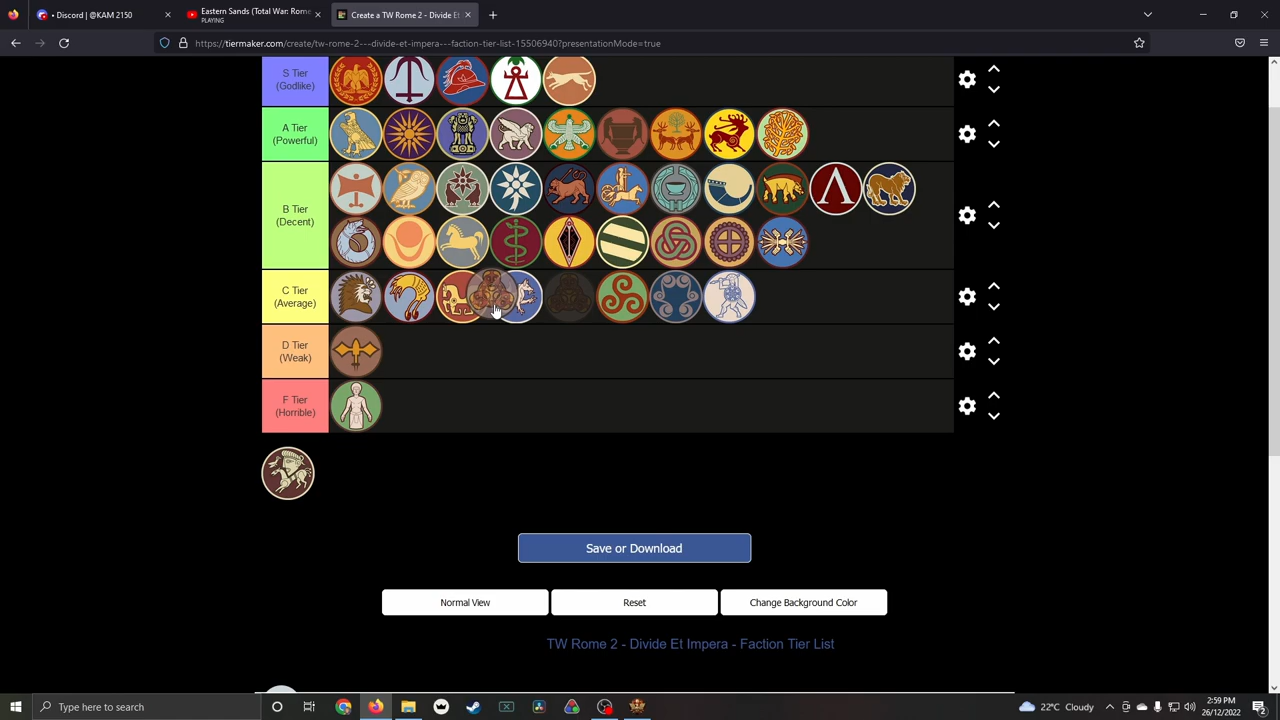 • Discord | @KAM 2150
Eastern Sands (Total War: Rome
PLAYING
Create a TW Rome 2 - Divide Et
https://tiermaker.com/create/tw-rome-2---divide-et-impera---faction-tier-list-15506940?presentationMode=true
S Tier
(Godlike)
A Tier
(Powerful)
B Tier
(Decent)
C Tier
(Average)
D Tier
(Weak)
F Tier
(Horrible)
Λ
Save or Download
Normal View
Reset
Change Background Color
TW Rome 2 - Divide Et Impera - Faction Tier List
Type here to search
22°C Cloudy
2:59 PM
26/12/2022
2